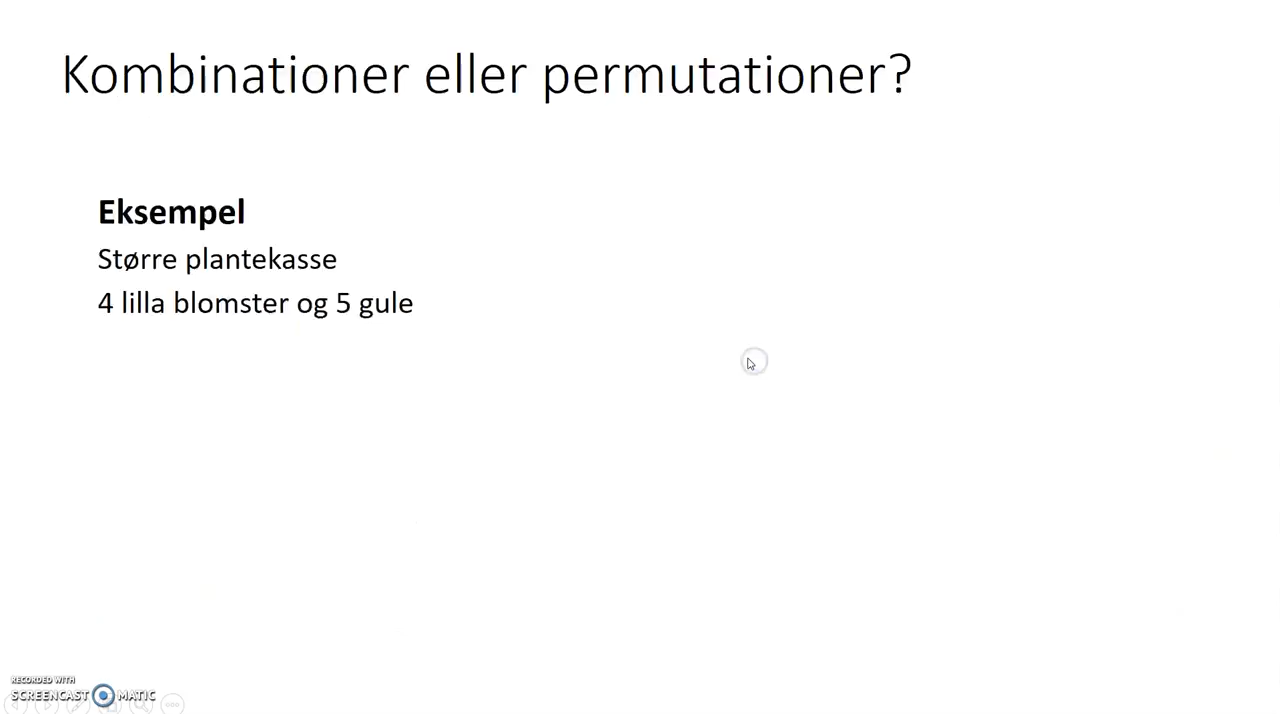 Kombinationer eller permutationer?
Eksempel
Større plantekasse
4 lilla blomster og 5 gule
RECORDED WITH
SCREENCAST MATIC